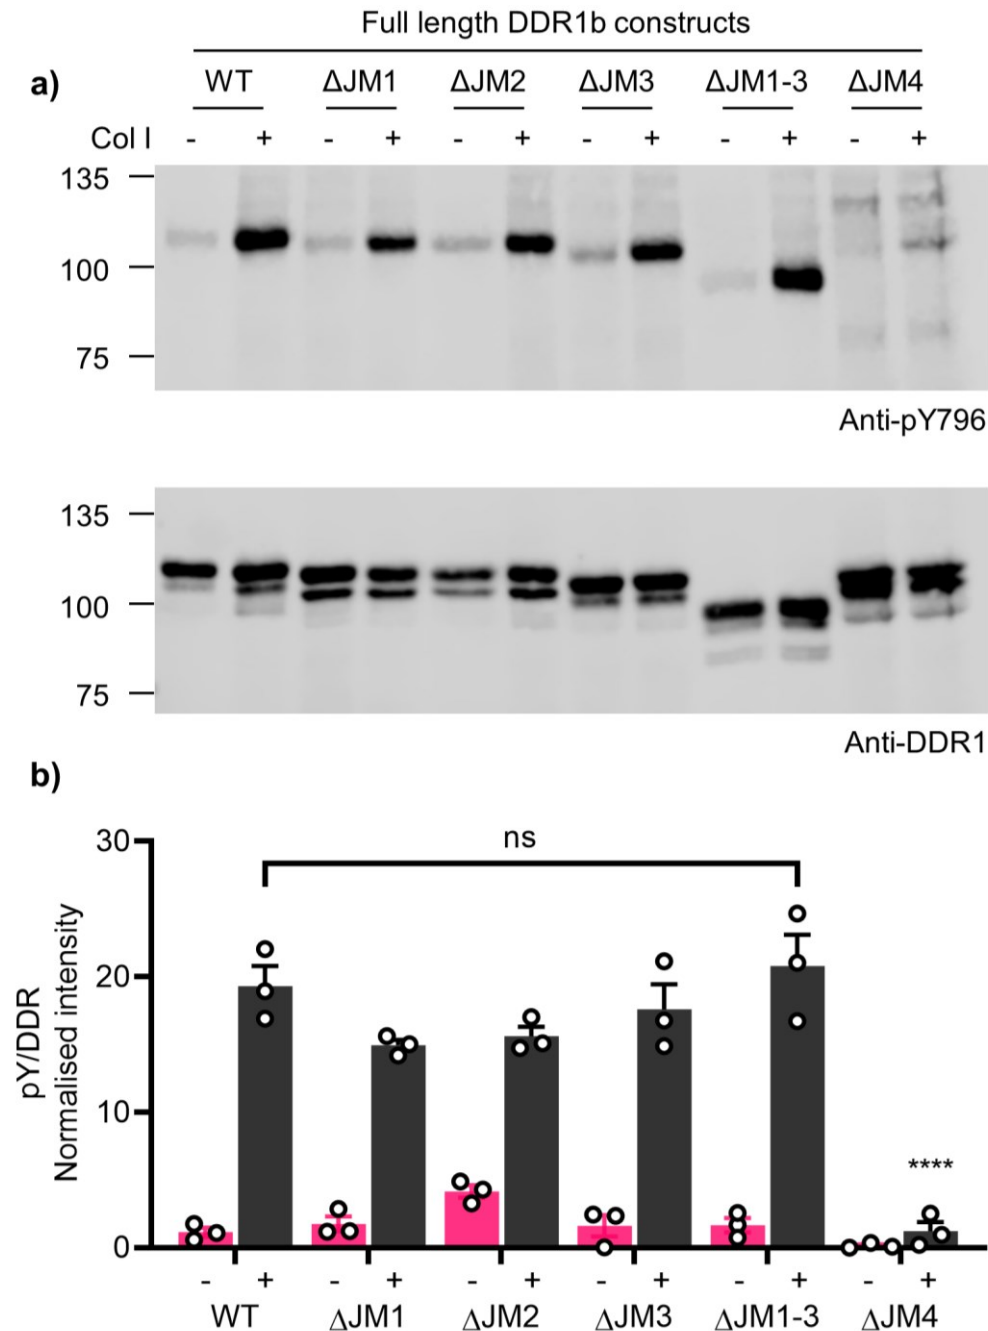 Full length DDR1b constructs
a) WT ΔJM1 ΔJM2 ΔJM3 ΔJM1-3 ΔJM4
Col I - + - + - + - + - + - +
135
100
75
Anti-pY796
135
100
75
Anti-DDR1
b)
pY/DDR
Normalised intensity
30
20
10
0
ns
****
- + - + - + - + - + - +
WT ΔJM1 ΔJM2 ΔJM3 ΔJM1-3 ΔJM4